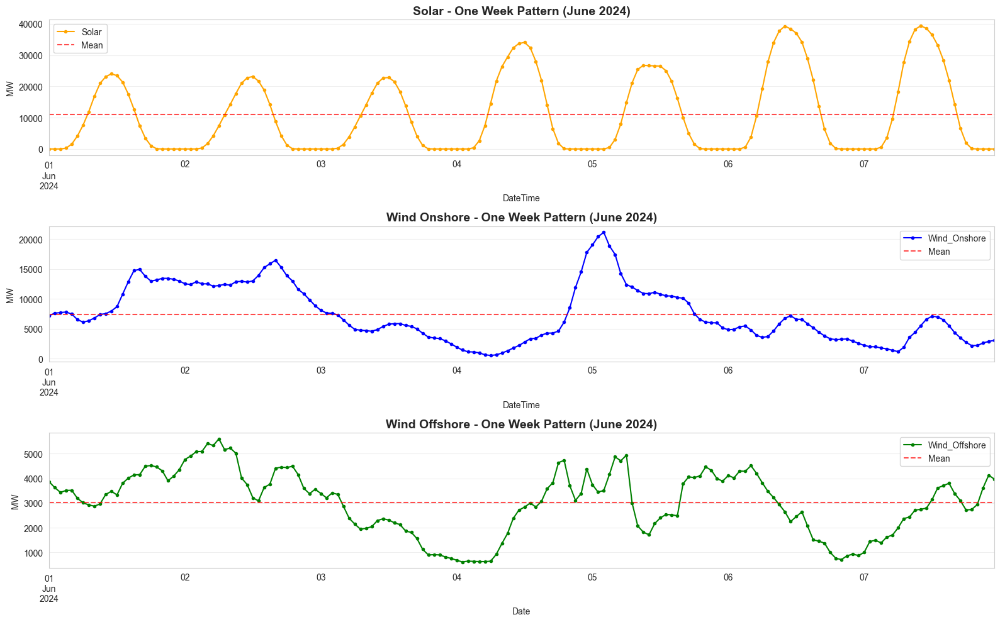 Solar - One Week Pattern (June 2024)
40000
30000
20000
10000
0
MW
Solar
Mean
01
Jun
2024
02
03
04
05
06
07
DateTime
Wind Onshore - One Week Pattern (June 2024)
20000
15000
10000
5000
0
MW
Wind_Onshore
Mean
01
Jun
2024
02
03
04
05
06
07
DateTime
Wind Offshore - One Week Pattern (June 2024)
5000
4000
3000
2000
1000
MW
Wind_Offshore
Mean
01
Jun
2024
02
03
04
05
06
07
Date